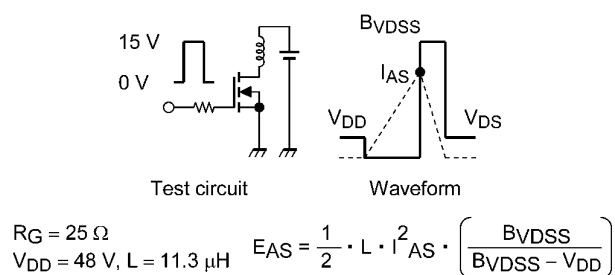 15 V
0 V
BVDSS
IAS
VDD
VDS
Test circuit
Waveform
RG = 25 Ω
VDD = 48 V, L = 11.3 μH
EAS = 1/2 · L · I²AS · (BVDSS / (BVDSS − VDD))